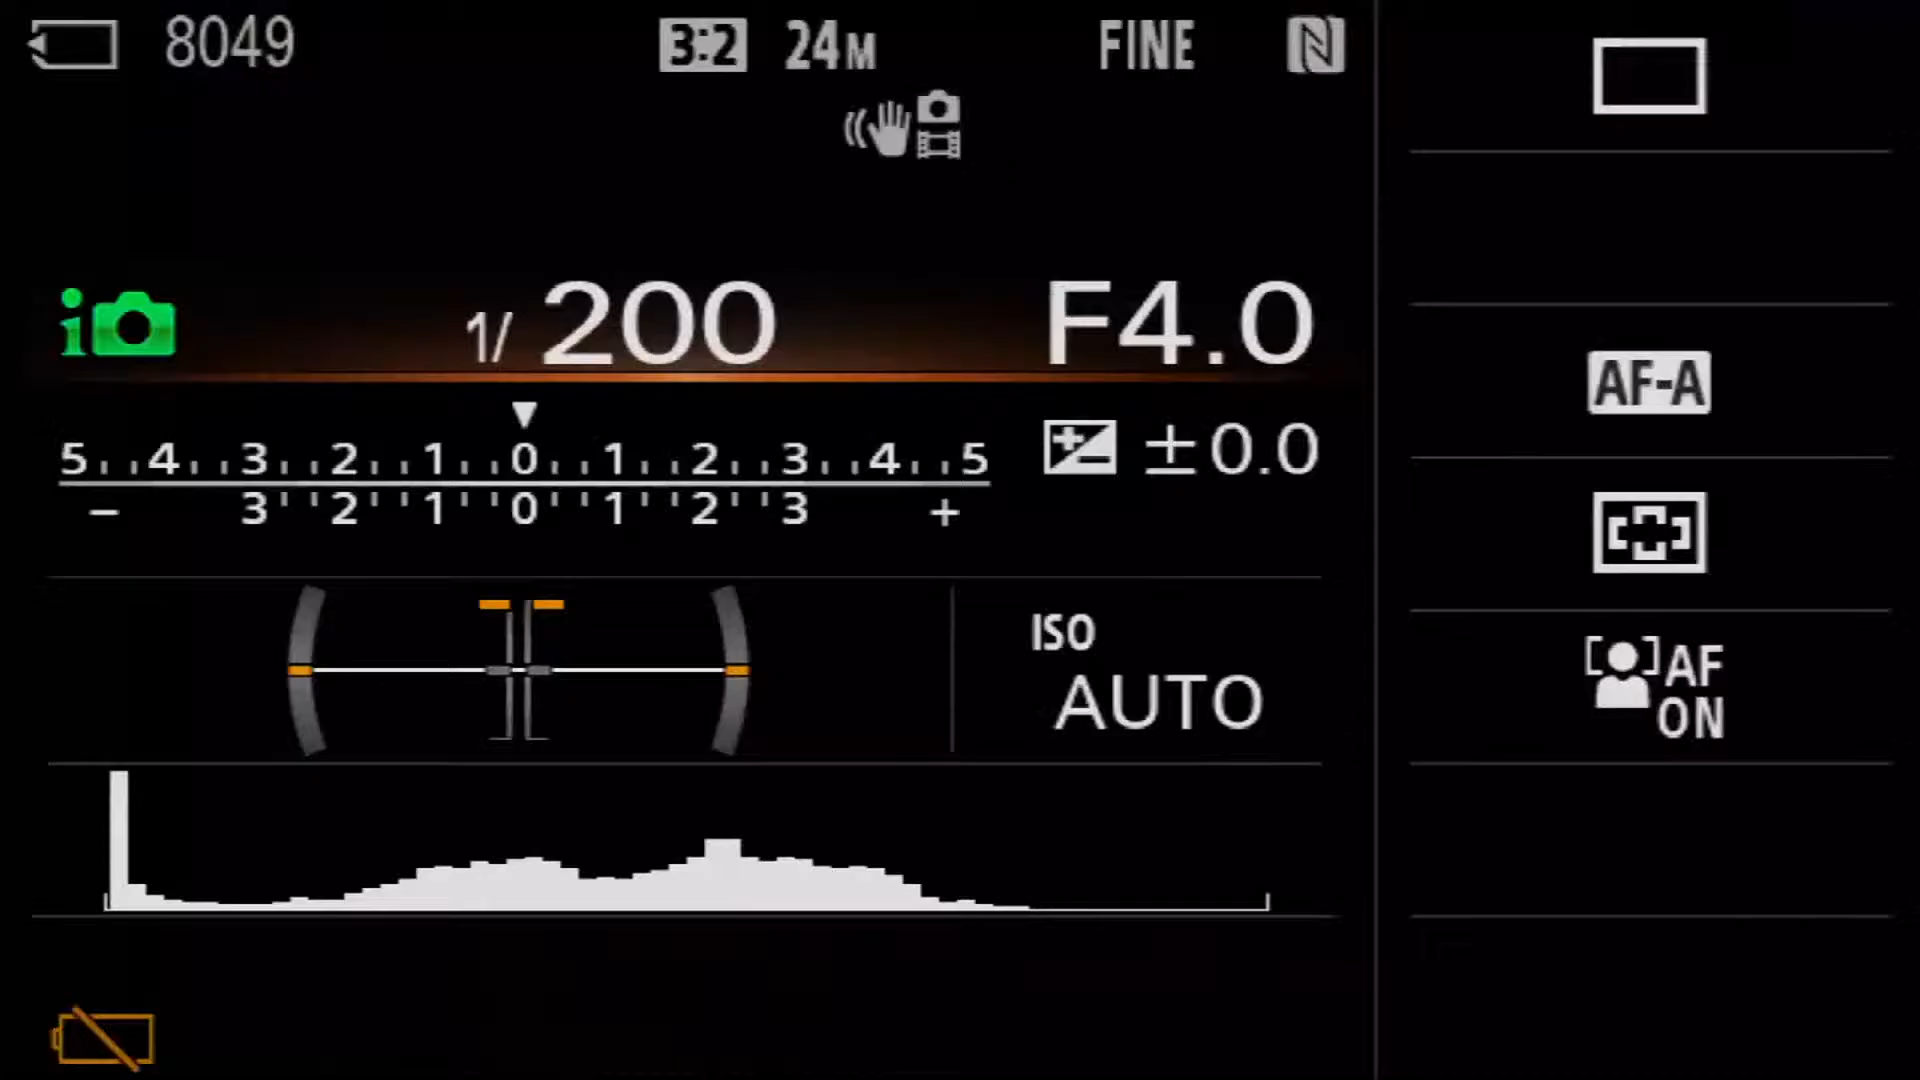 8049 3:2 24M FINE
i 1/200 F4.0
5 4 3 2 1 0 1 2 3 4 5 ±0.0
− 3 2 1 0 1 2 3 +
ISO
AUTO
AF-A
AF
ON